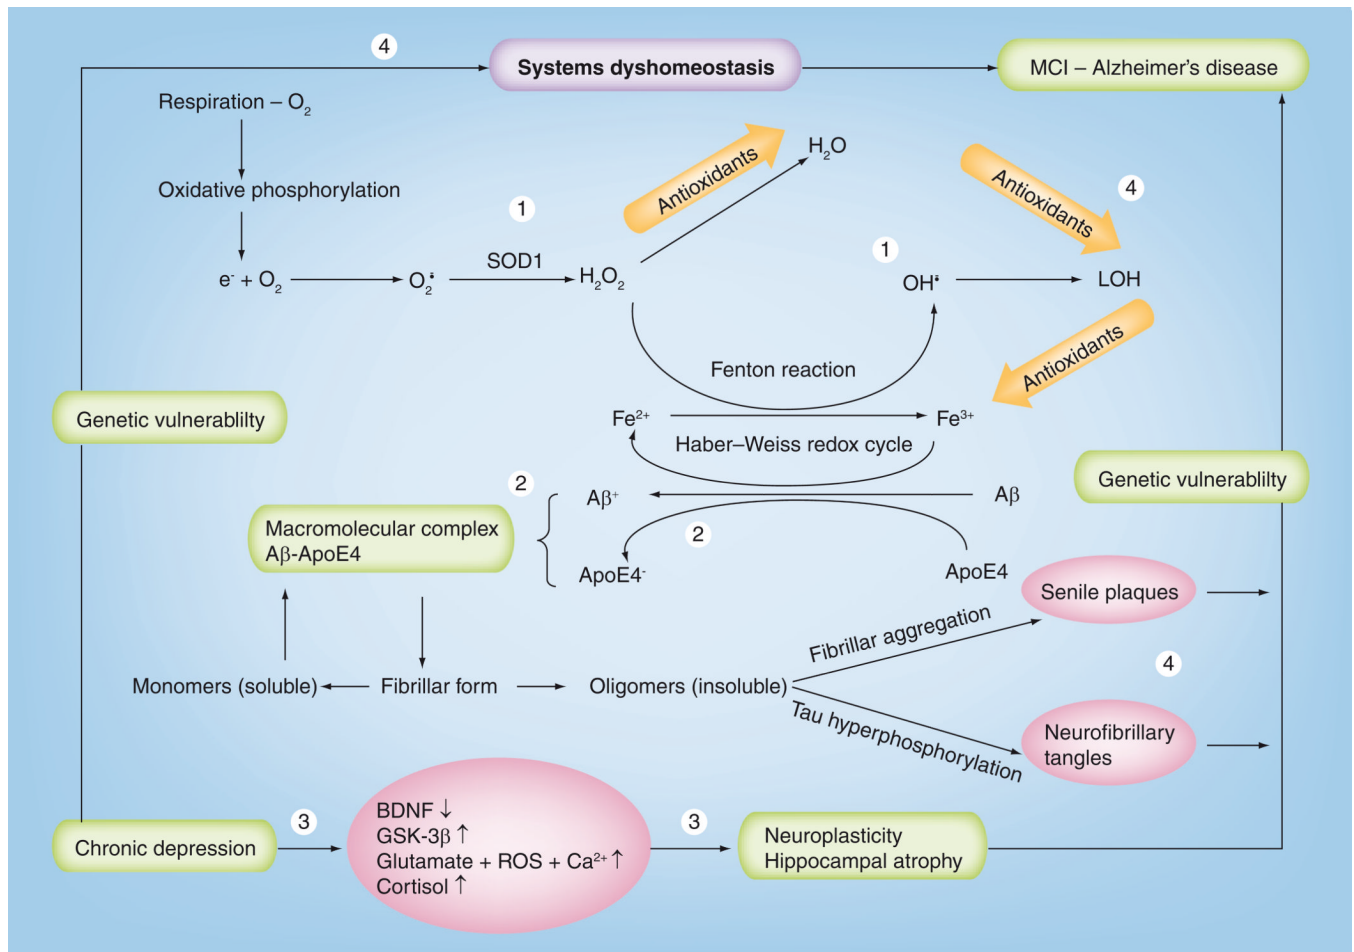 4
Systems dyshomeostasis
MCI – Alzheimer's disease
Respiration – O₂
H₂O
Antioxidants
Antioxidants
4
Oxidative phosphorylation
1
SOD1
1
e⁻ + O₂
O₂•̄
H₂O₂
OH•
LOH
Antioxidants
Fenton reaction
Genetic vulnerablilty
Fe²⁺
Fe³⁺
Haber–Weiss redox cycle
Genetic vulnerablilty
2
Aβ⁺
Aβ
Macromolecular complex
Aβ-ApoE4
2
ApoE4⁻
ApoE4
Senile plaques
Fibrillar aggregation
4
Monomers (soluble)
Fibrillar form
Oligomers (insoluble)
Tau hyperphosphorylation
Neurofibrillary
tangles
3
3
Chronic depression
BDNF ↓
GSK-3β ↑
Glutamate + ROS + Ca²⁺ ↑
Cortisol ↑
Neuroplasticity
Hippocampal atrophy